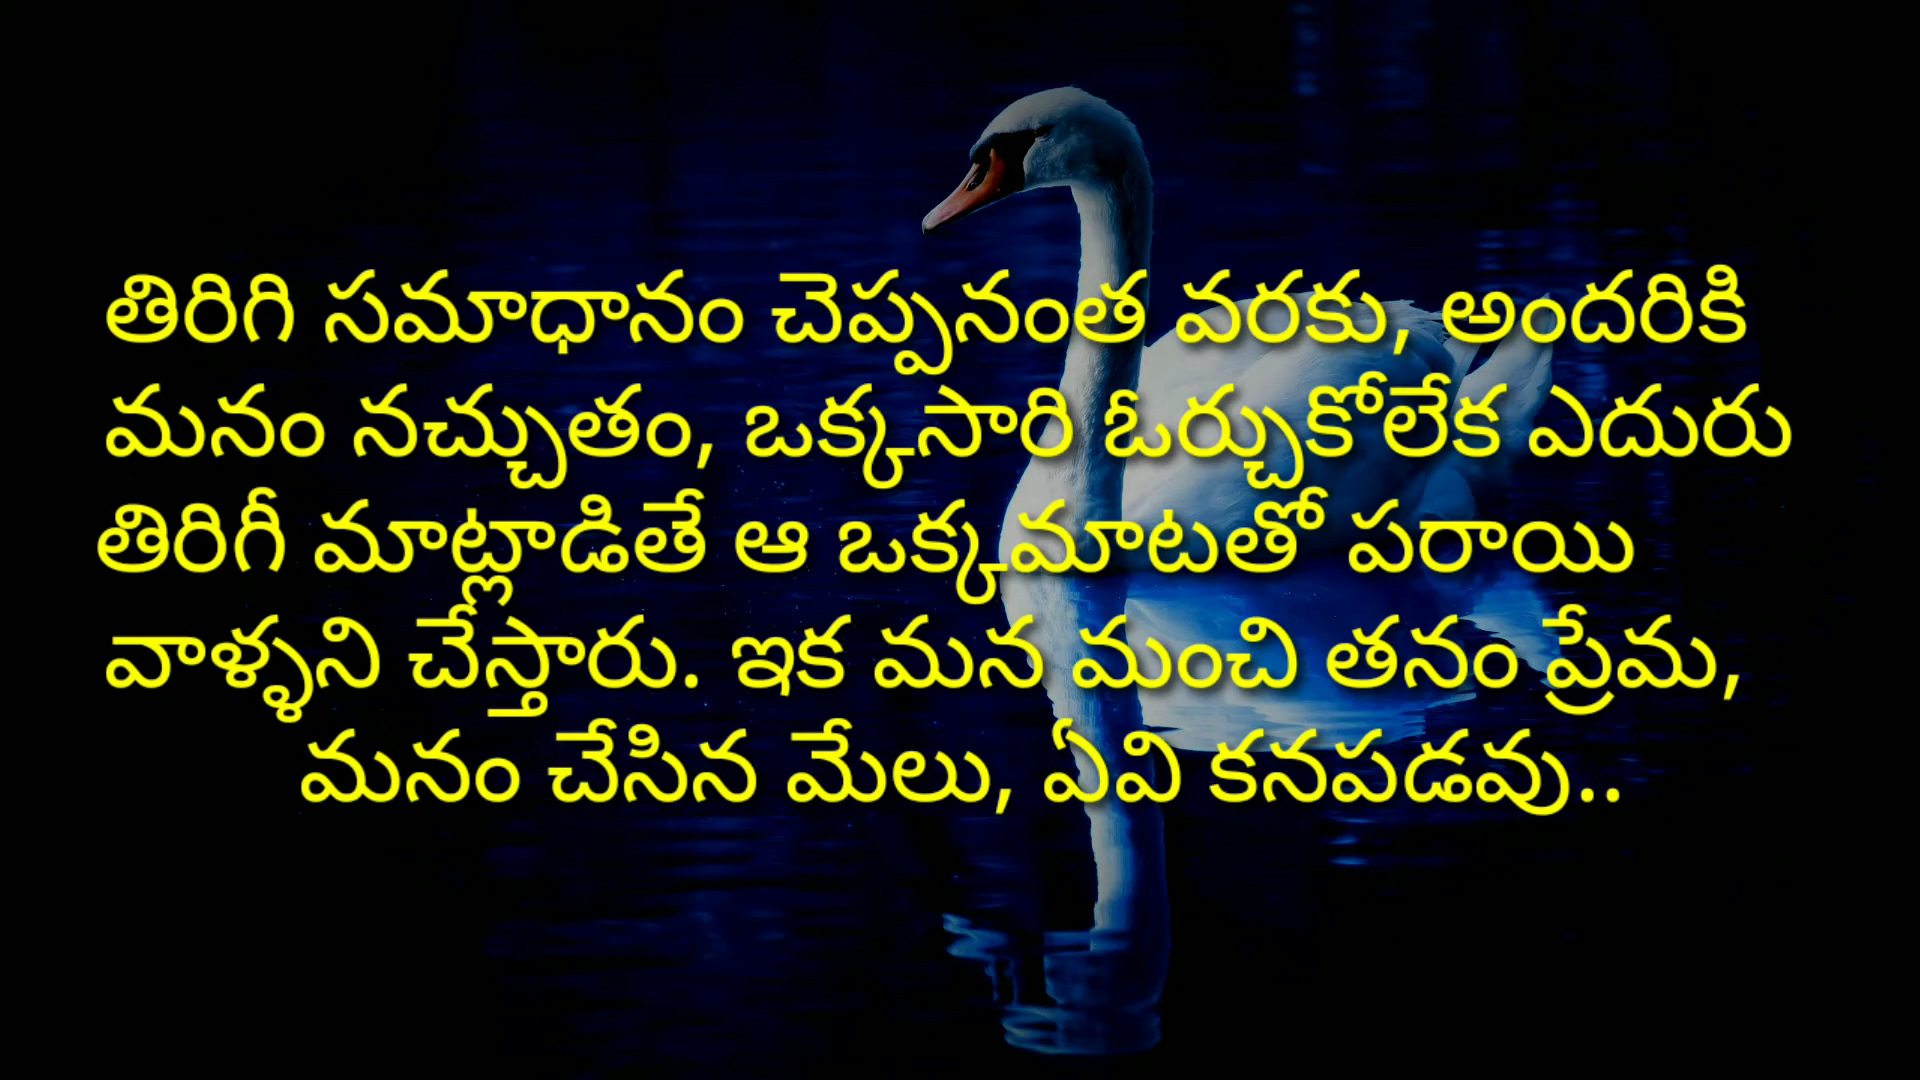 తిరిగి సమాధానం చెప్పనంత వరకు, అందరికి
మనం నచ్చుతం, ఒక్కసారి ఓర్చుకోలేక ఎదురు
తిరిగీ మాట్లాడితే ఆ ఒక్కమాటతో పరాయి
వాళ్ళని చేస్తారు. ఇక మన మంచి తనం ప్రేమ,
మనం చేసిన మేలు, ఏవి కనపడవు..